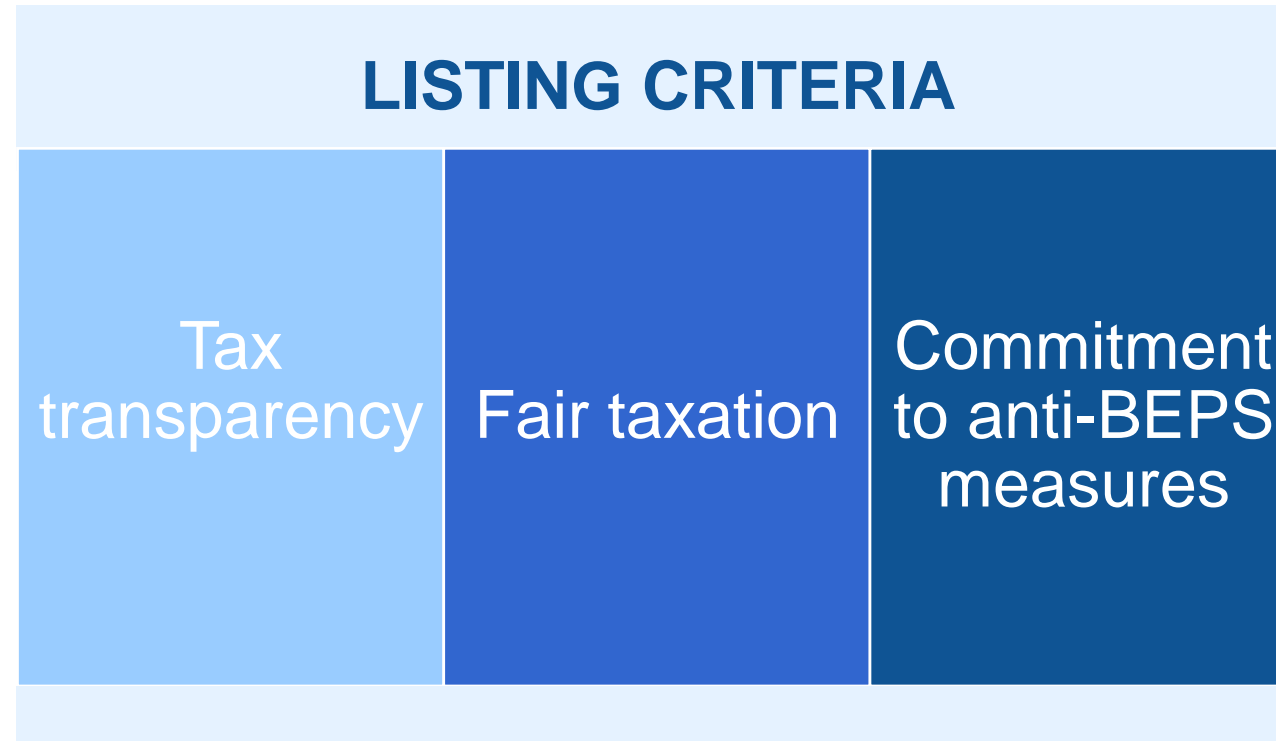 LISTING CRITERIA
Tax
transparency
Fair taxation
Commitment
to anti-BEPS
measures